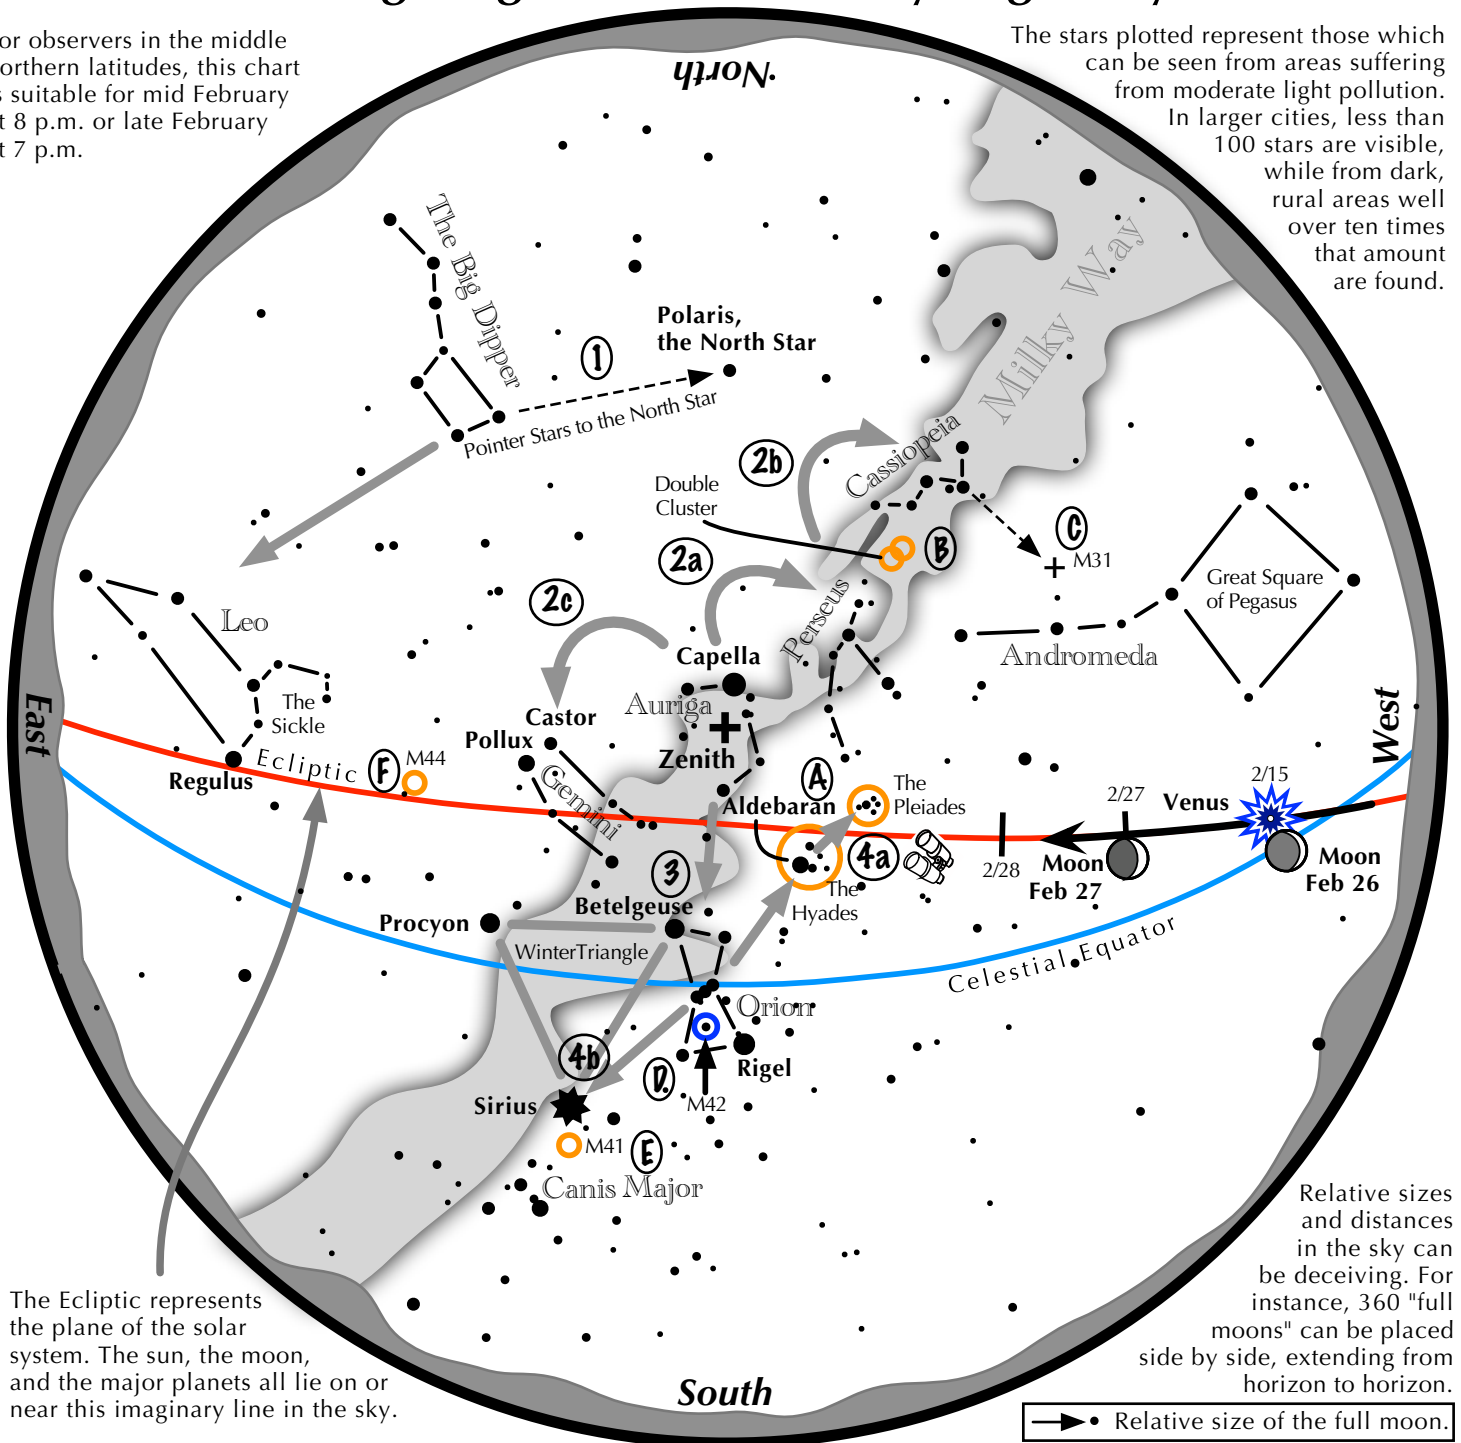 North
or observers in the middle
orthern latitudes, this chart
s suitable for mid February
t 8 p.m. or late February
t 7 p.m.
The stars plotted represent those which
can be seen from areas suffering
from moderate light pollution.
In larger cities, less than
100 stars are visible,
while from dark,
rural areas well
over ten times
that amount
are found.
The Big Dipper
Milky Way
Polaris,
the North Star
1
Pointer Stars to the North Star
2b
Cassiopeia
Double
Cluster
B
C
M31
2a
2c
Great Square
of Pegasus
Leo
Perseus
Andromeda
Capella
Auriga
The
Sickle
East
West
Castor
Pollux
Zenith
Regulus
Ecliptic
F
M44
Gemini
A
The
Pleiades
Aldebaran
4a
2/28
2/27
Venus
2/15
Moon
Feb 27
Moon
Feb 26
The
Hyades
3
Betelgeuse
Procyon
WinterTriangle
Celestial Equator
Orion
4b
Rigel
D.
M42
Sirius
M41
E
Canis Major
South
The Ecliptic represents
the plane of the solar
system. The sun, the moon,
and the major planets all lie on or
near this imaginary line in the sky.
Relative sizes
and distances
in the sky can
be deceiving. For
instance, 360 "full
moons" can be placed
side by side, extending from
horizon to horizon.
Relative size of the full moon.